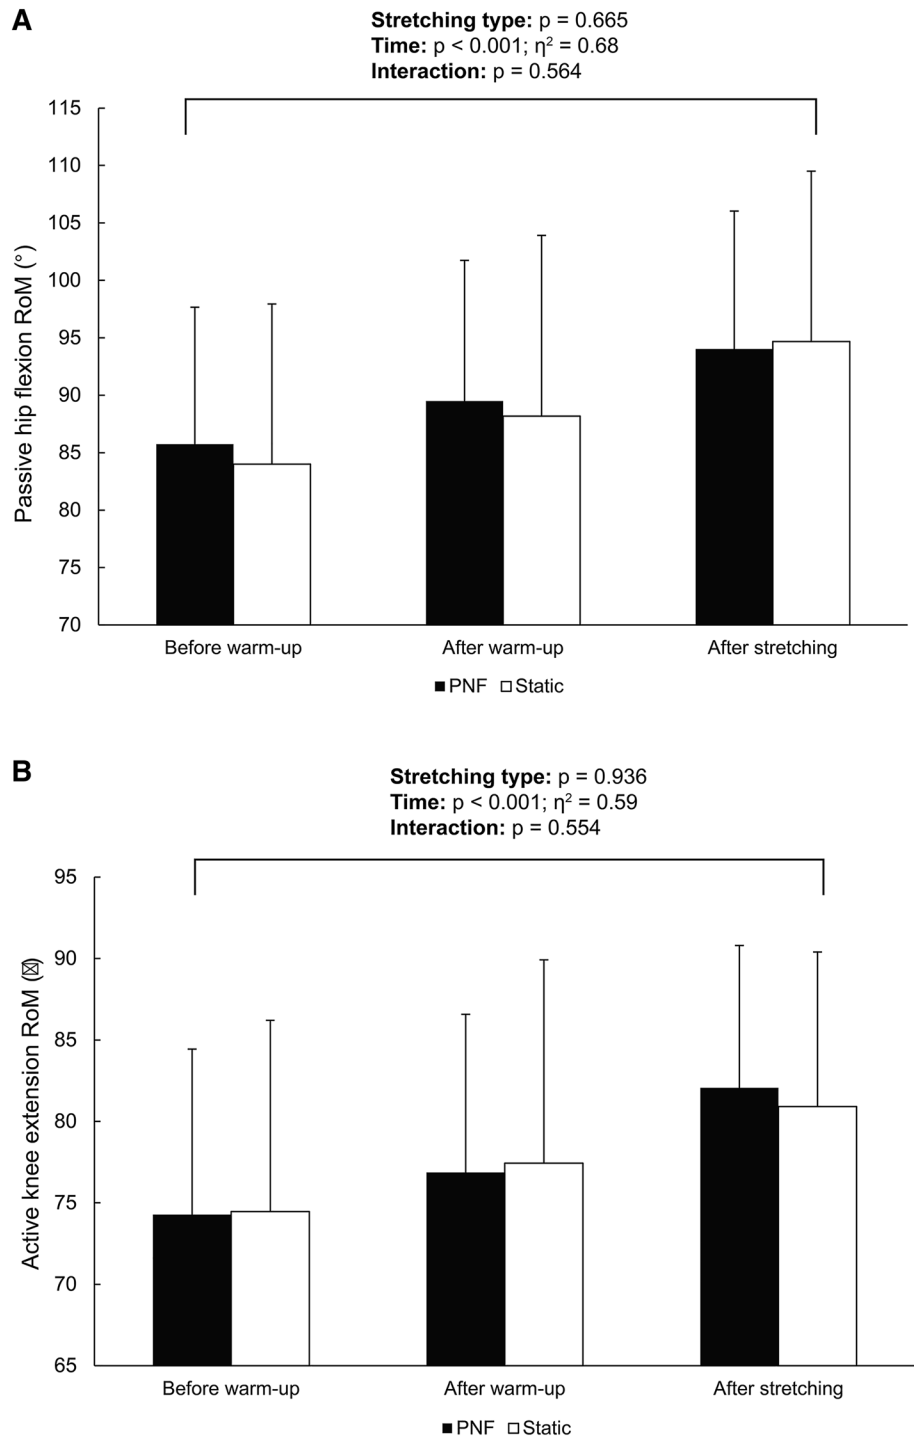 A
Stretching type: p = 0.665
Time: p < 0.001; η² = 0.68
Interaction: p = 0.564
Passive hip flexion RoM (°)
115
110
105
100
95
90
85
80
75
70
Before warm-up After warm-up After stretching
PNF Static
B
Stretching type: p = 0.936
Time: p < 0.001; η² = 0.59
Interaction: p = 0.554
Active knee extension RoM (☒)
95
90
85
80
75
70
65
Before warm-up After warm-up After stretching
PNF Static